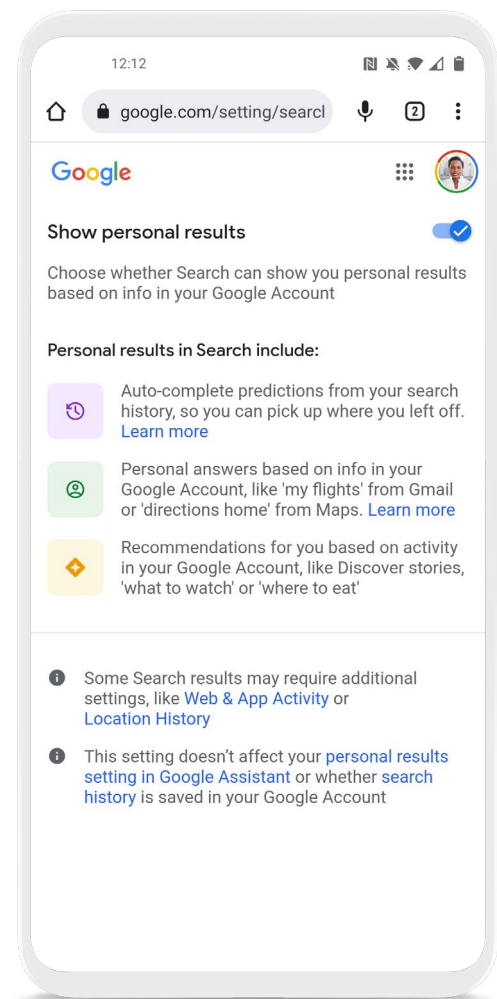 12:12
google.com/setting/searcl
2
Google
Show personal results
Choose whether Search can show you personal results
based on info in your Google Account
Personal results in Search include:
Auto-complete predictions from your search
history, so you can pick up where you left off.
Learn more
Personal answers based on info in your
Google Account, like 'my flights' from Gmail
or 'directions home' from Maps. Learn more
Recommendations for you based on activity
in your Google Account, like Discover stories,
'what to watch' or 'where to eat'
Some Search results may require additional
settings, like Web & App Activity or
Location History
This setting doesn’t affect your personal results
setting in Google Assistant or whether search
history is saved in your Google Account